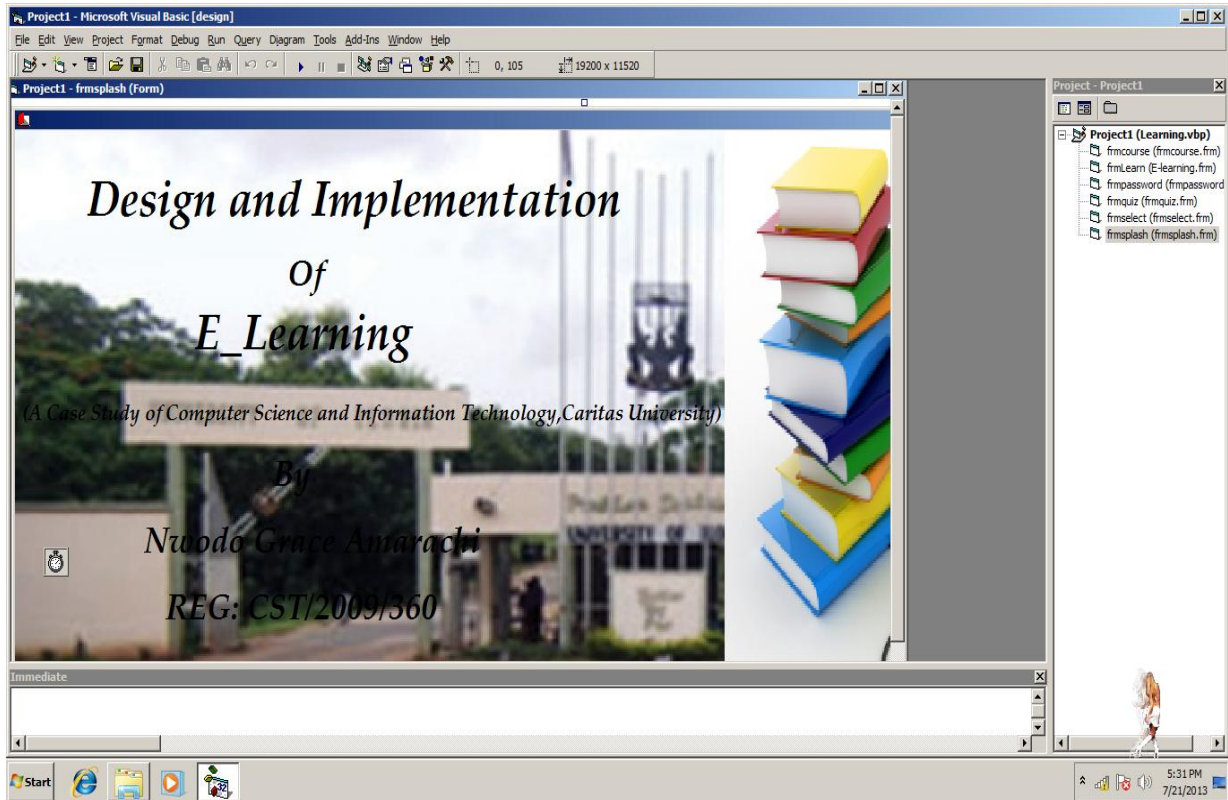 Project1 - Microsoft Visual Basic [design]
File Edit View Project Format Debug Run Query Diagram Tools Add-Ins Window Help
0, 105
19200 x 11520
Project1 - frmsplash (Form)
Design and Implementation
Of
E_Learning
(A Case Study of Computer Science and Information Technology,Caritas University)
By
Nwodo Grace Amarachi
REG: CST/2009/360
UNIVERSITY OF
Project - Project1
Project1 (Learning.vbp)
frmcourse (frmcourse.frm)
frmLearn (E-learning.frm)
frmpassword (frmpassword
frmquiz (frmquiz.frm)
frmselect (frmselect.frm)
frmsplash (frmsplash.frm)
Immediate
Start
5:31 PM
7/21/2013